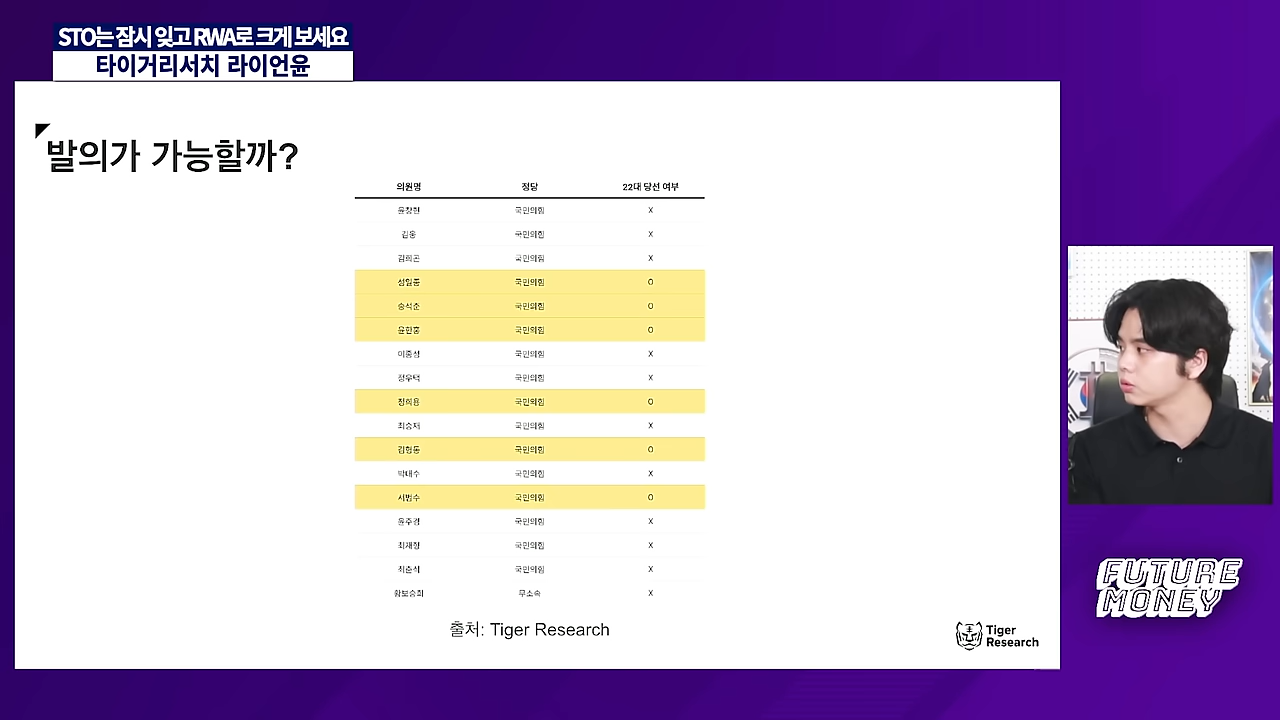 STO는 잠시 잊고 RWA로 크게 보세요
타이거리서치 라이언윤
발의가 가능할까?
의원명 정당 22대 당선 여부
윤창현 국민의힘 X
김웅 국민의힘 X
김희곤 국민의힘 X
성일종 국민의힘 O
송석준 국민의힘 O
윤한홍 국민의힘 O
이종성 국민의힘 X
정우택 국민의힘 X
정희용 국민의힘 O
최승재 국민의힘 X
김형동 국민의힘 O
박대수 국민의힘 X
서범수 국민의힘 O
윤주경 국민의힘 X
최재형 국민의힘 X
최춘식 국민의힘 X
황보승희 무소속 X
출처: Tiger Research
Tiger
Research
FUTURE
MONEY